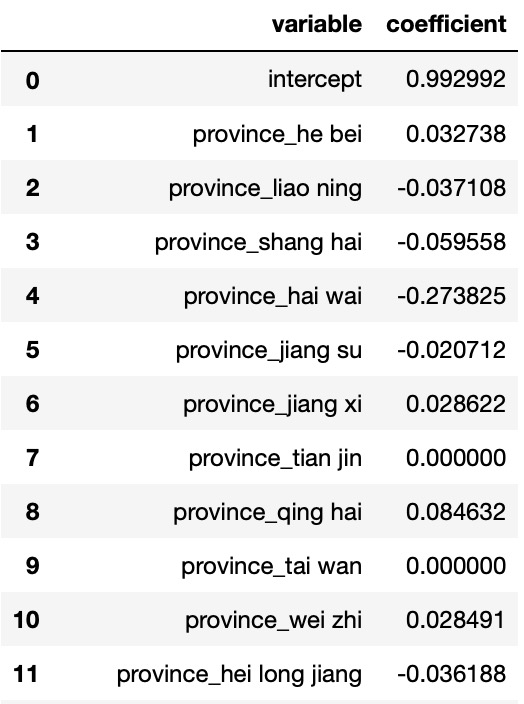 variable coefficient
0 intercept 0.992992
1 province_he bei 0.032738
2 province_liao ning -0.037108
3 province_shang hai -0.059558
4 province_hai wai -0.273825
5 province_jiang su -0.020712
6 province_jiang xi 0.028622
7 province_tian jin 0.000000
8 province_qing hai 0.084632
9 province_tai wan 0.000000
10 province_wei zhi 0.028491
11 province_hei long jiang -0.036188